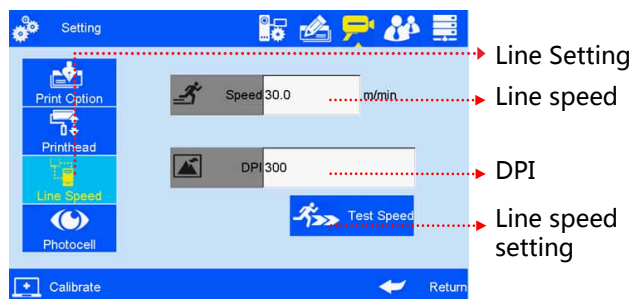 Setting
Line Setting
Print Option
Speed 30.0 m/min
Line speed
Printhead
DPI 300
DPI
Line Speed
Test Speed
Line speed
setting
Photocell
Calibrate
Return